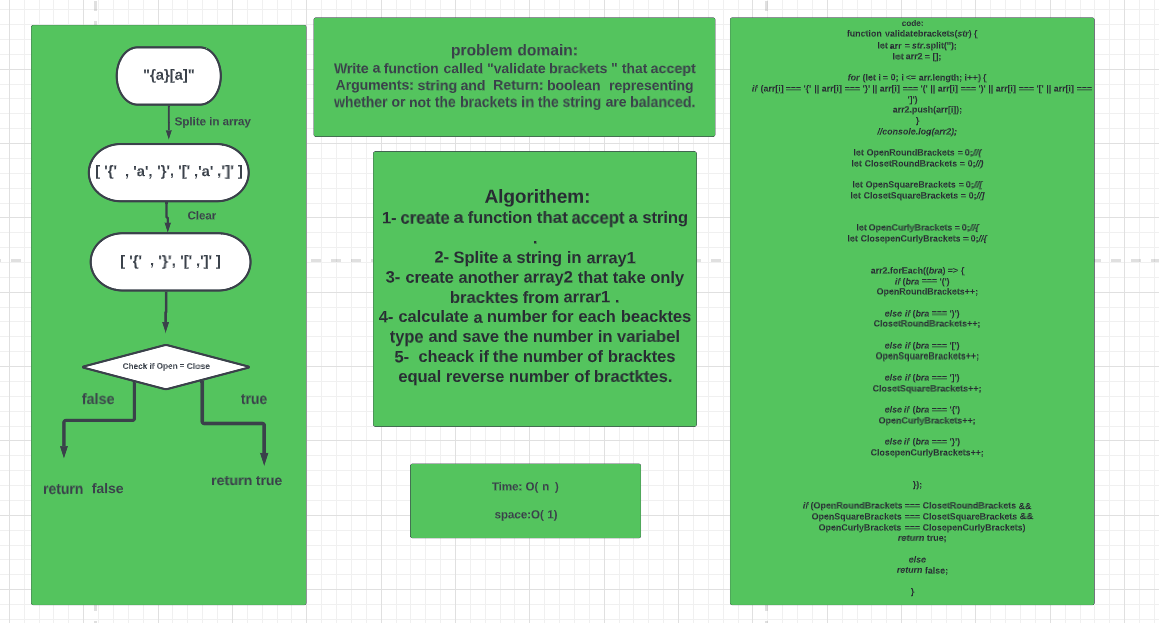 "{a}[a]"
Splite in array
[ '{' , 'a', '}', '[' ,'a' ,']' ]
Clear
[ '{' , '}', '[' ,']' ]
Check if Open = Close
false
true
return false
return true
problem domain:
Write a function called "validate brackets " that accept
Arguments: string and Return: boolean representing
whether or not the brackets in the string are balanced.
Algorithem:
1- create a function that accept a string
.
2- Splite a string in array1
3- create another array2 that take only
bracktes from arrar1 .
4- calculate a number for each beacktes
type and save the number in variabel
5- cheack if the number of bracktes
equal reverse number of bractktes.
Time: O( n )
space:O( 1)
code:
function validatebrackets(str) {
let arr = str.split('');
let arr2 = [];
for (let i = 0; i <= arr.length; i++) {
if (arr[i] === '{' || arr[i] === '}' || arr[i] === '(' || arr[i] === ')' || arr[i] === '[' || arr[i] ===
']')
arr2.push(arr[i]);
}
//console.log(arr2);
let OpenRoundBrackets = 0;//(
let ClosetRoundBrackets = 0;//)
let OpenSquareBrackets = 0;//[
let ClosetSquareBrackets = 0;//]
let OpenCurlyBrackets = 0;//{
let ClosepenCurlyBrackets = 0;//{
arr2.forEach((bra) => {
if (bra === '(')
OpenRoundBrackets++;
else if (bra === ')')
ClosetRoundBrackets++;
else if (bra === '[')
OpenSquareBrackets++;
else if (bra === ']')
ClosetSquareBrackets++;
else if (bra === '{')
OpenCurlyBrackets++;
else if (bra === '}')
ClosepenCurlyBrackets++;
});
if (OpenRoundBrackets === ClosetRoundBrackets &&
OpenSquareBrackets === ClosetSquareBrackets &&
OpenCurlyBrackets === ClosepenCurlyBrackets)
return true;
else
return false;
}